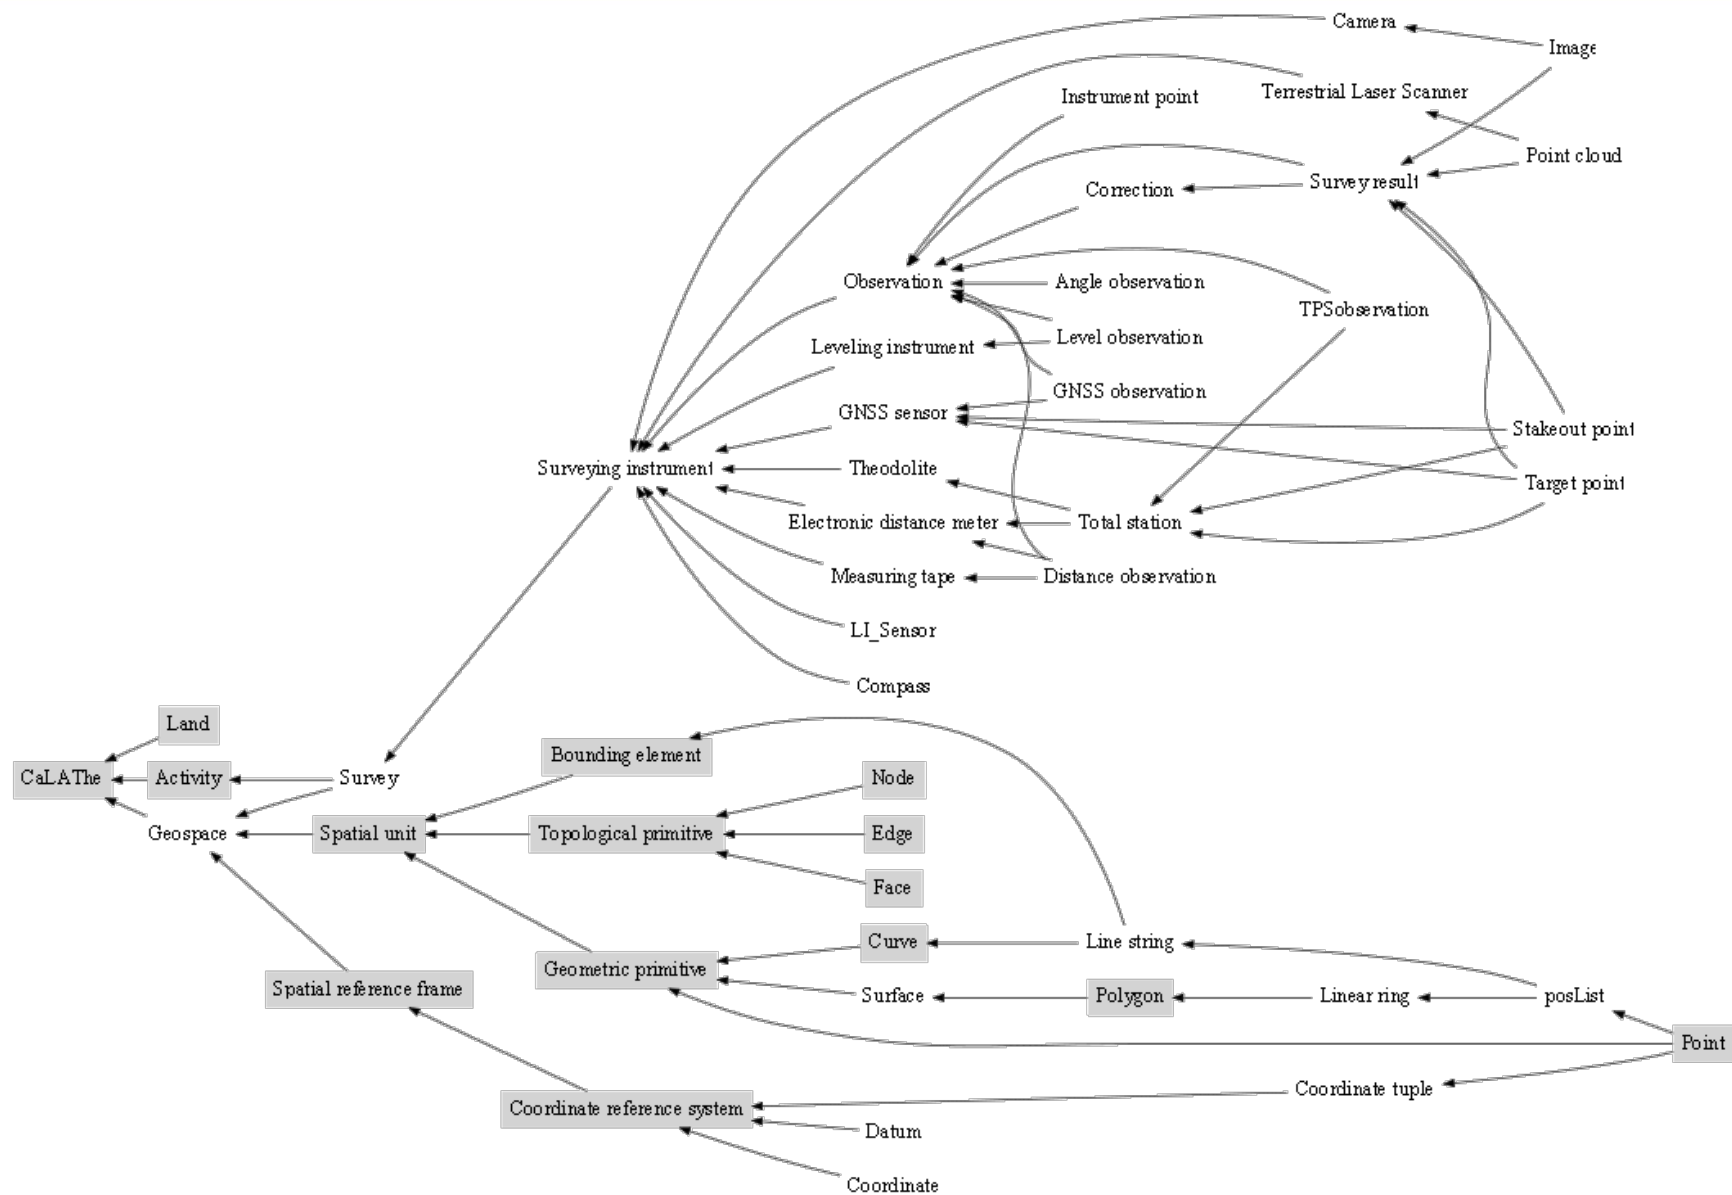 Camera
Image
Terrestrial Laser Scanner
Instrument point
Point cloud
Survey result
Correction
Observation
Angle observation
TPSobservation
Level observation
Leveling instrument
GNSS observation
GNSS sensor
Stakeout point
Surveying instrument
Theodolite
Target point
Electronic distance meter
Total station
Measuring tape
Distance observation
LI_Sensor
Compass
Land
Bounding element
CaLAThe
Activity
Survey
Node
Geospace
Spatial unit
Topological primitive
Edge
Face
Curve
Line string
Geometric primitive
Spatial reference frame
Surface
Polygon
Linear ring
posList
Point
Coordinate tuple
Coordinate reference system
Datum
Coordinate